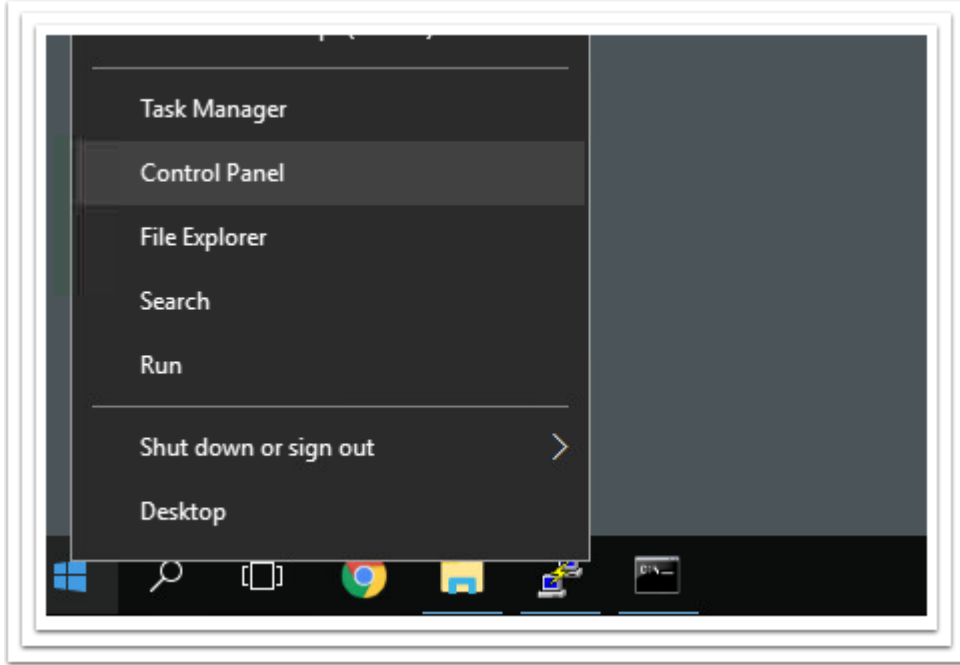 Task Manager
Control Panel
File Explorer
Search
Run
Shut down or sign out
Desktop